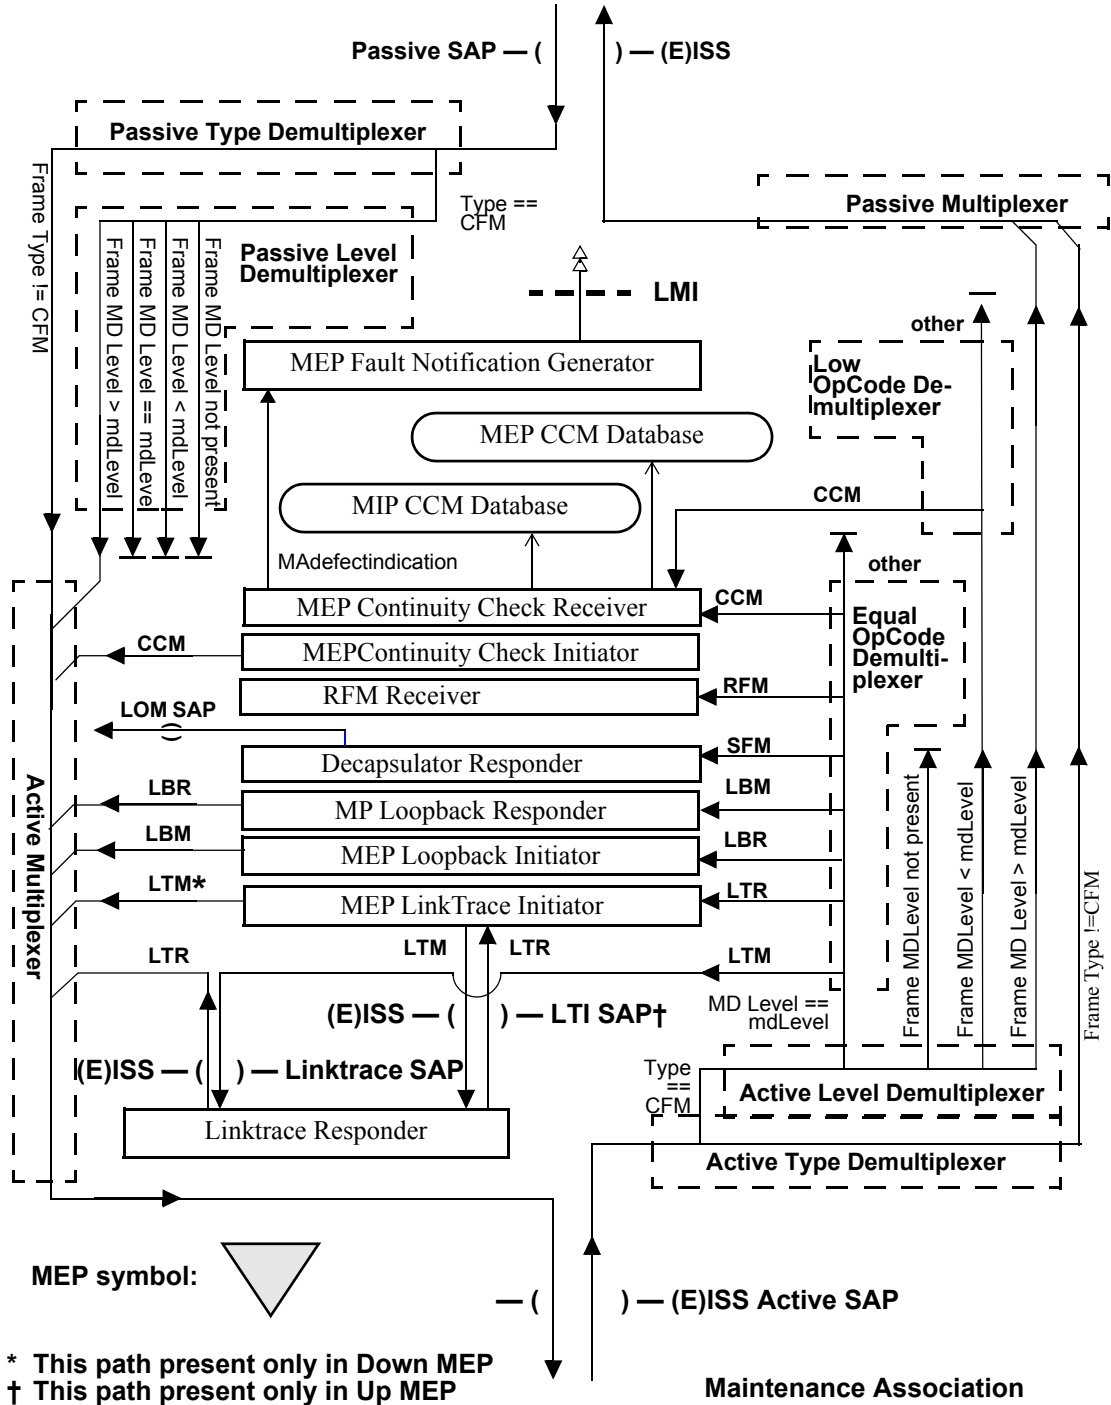 Passive SAP — ( ) — (E)ISS
Passive Type Demultiplexer
Frame Type != CFM
Type ==
CFM
Passive Multiplexer
Passive Level
Demultiplexer
Frame MD Level > mdLevel
Frame MD Level == mdLevel
Frame MD Level < mdLevel
Frame MD Level not present
LMI
other
MEP Fault Notification Generator
Low
OpCode De-
multiplexer
MEP CCM Database
MIP CCM Database
CCM
MAdefectindication
other
MEP Continuity Check Receiver
CCM
Equal
OpCode
Demulti-
plexer
CCM
MEPContinuity Check Initiator
RFM Receiver
RFM
LOM SAP
Decapsulator Responder
SFM
Active Multiplexer
LBR
MP Loopback Responder
LBM
LBM
MEP Loopback Initiator
LBR
LTM*
MEP LinkTrace Initiator
LTR
Frame MDLevel not present
Frame MDLevel < mdLevel
Frame MD Level > mdLevel
Frame Type !=CFM
LTR
LTM
LTR
LTM
(E)ISS — ( ) — LTI SAP†
MD Level ==
mdLevel
(E)ISS — ( ) — Linktrace SAP
Type
==
CFM
Active Level Demultiplexer
Linktrace Responder
Active Type Demultiplexer
MEP symbol:
— ( ) — (E)ISS Active SAP
* This path present only in Down MEP
† This path present only in Up MEP
Maintenance Association